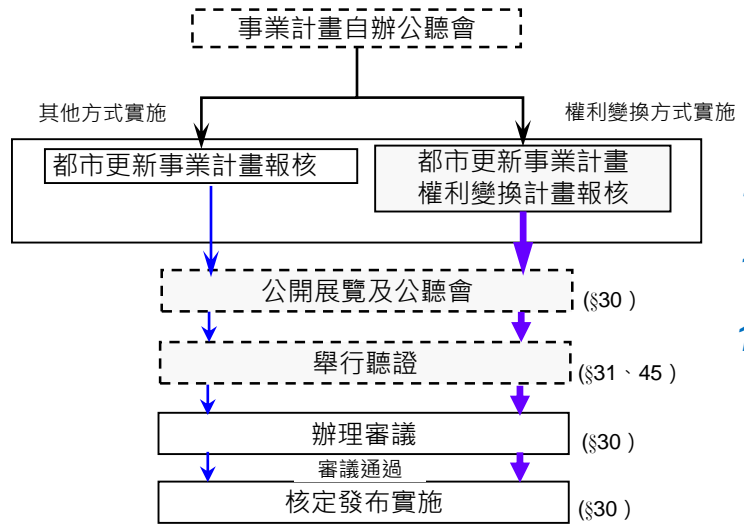 事業計畫自辦公聽會
其他方式實施
權利變換方式實施
都市更新事業計畫報核
都市更新事業計畫
權利變換計畫報核
公開展覽及公聽會
(§30)
舉行聽證
(§31、45)
辦理審議
(§30)
審議通過
核定發布實施
(§30)